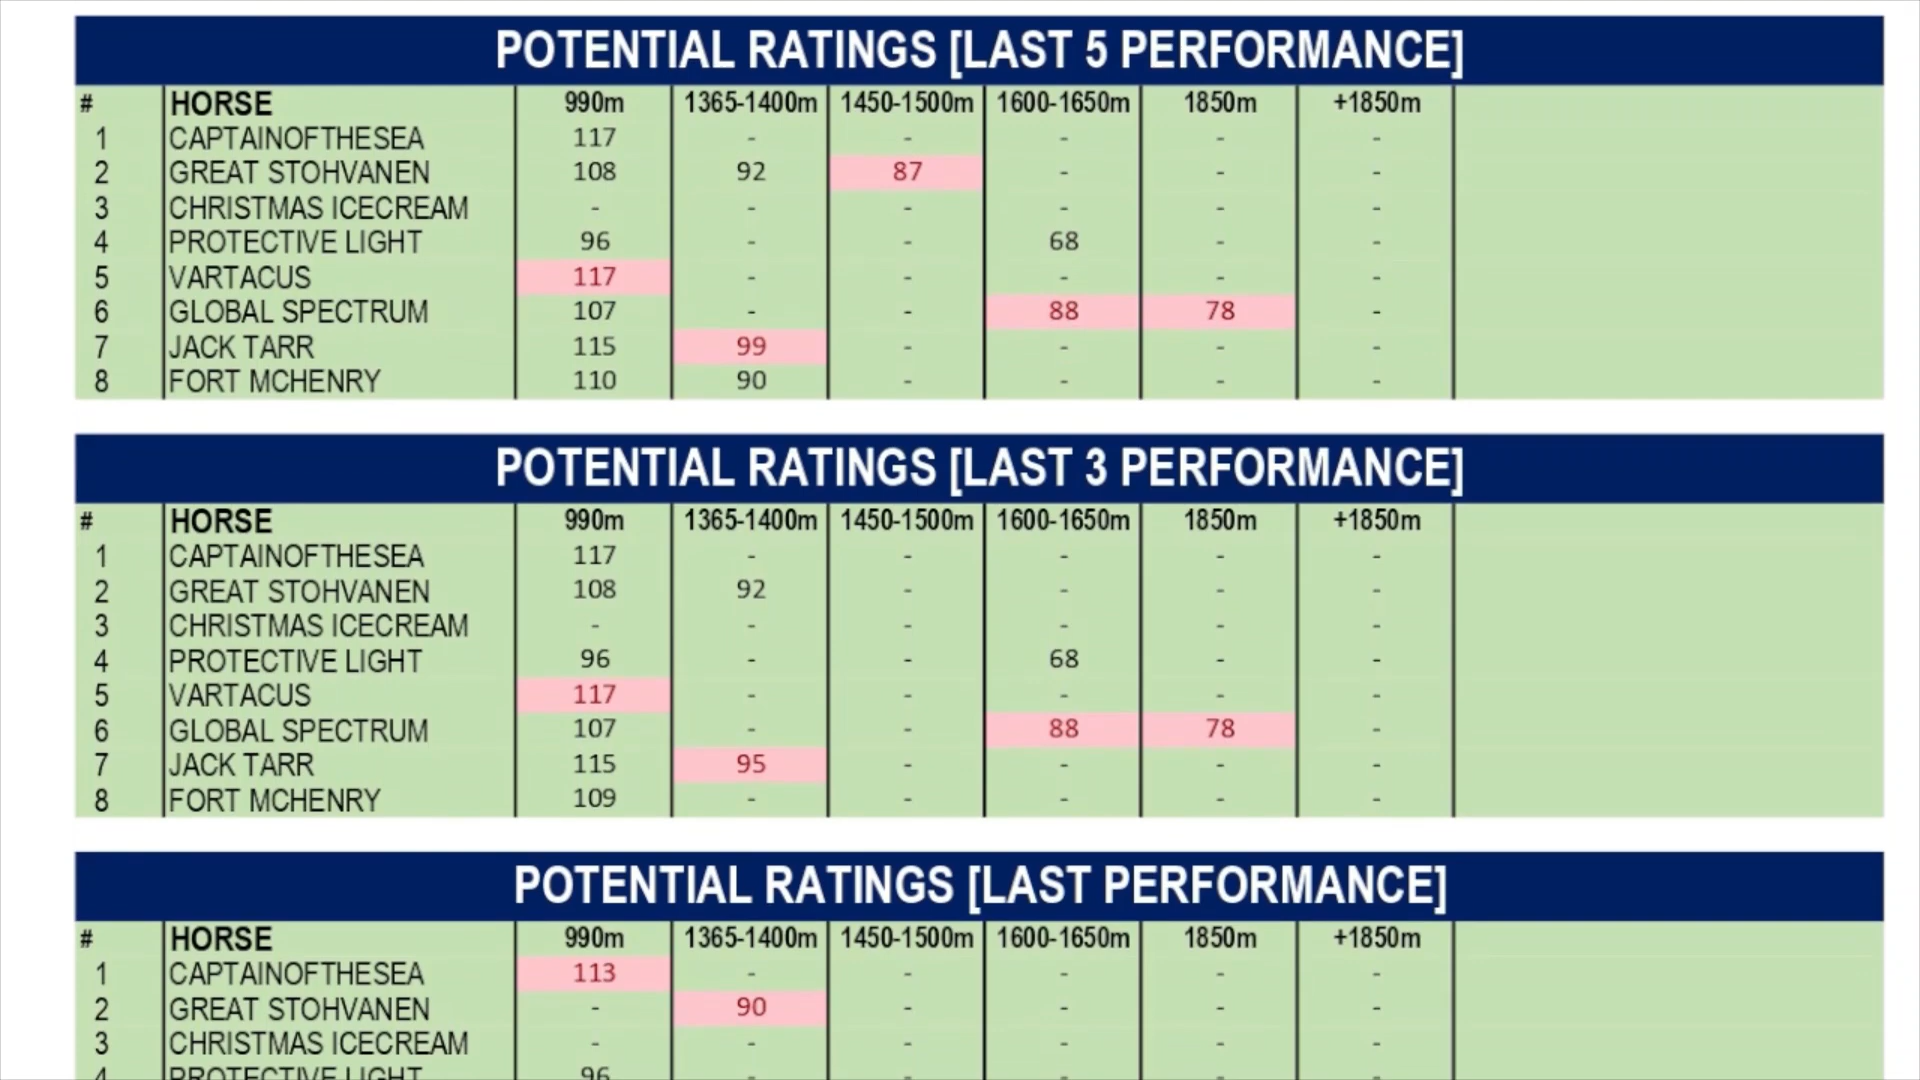 POTENTIAL RATINGS [LAST 5 PERFORMANCE]
# HORSE 990m 1365-1400m 1450-1500m 1600-1650m 1850m +1850m
1 CAPTAINOFTHESEA 117 - - - - -
2 GREAT STOHVANEN 108 92 87 - - -
3 CHRISTMAS ICECREAM - - - - - -
4 PROTECTIVE LIGHT 96 - - 68 - -
5 VARTACUS 117 - - - - -
6 GLOBAL SPECTRUM 107 - - 88 78 -
7 JACK TARR 115 99 - - - -
8 FORT MCHENRY 110 90 - - - -
POTENTIAL RATINGS [LAST 3 PERFORMANCE]
# HORSE 990m 1365-1400m 1450-1500m 1600-1650m 1850m +1850m
1 CAPTAINOFTHESEA 117 - - - - -
2 GREAT STOHVANEN 108 92 - - - -
3 CHRISTMAS ICECREAM - - - - - -
4 PROTECTIVE LIGHT 96 - - 68 - -
5 VARTACUS 117 - - - - -
6 GLOBAL SPECTRUM 107 - - 88 78 -
7 JACK TARR 115 95 - - - -
8 FORT MCHENRY 109 - - - - -
POTENTIAL RATINGS [LAST PERFORMANCE]
# HORSE 990m 1365-1400m 1450-1500m 1600-1650m 1850m +1850m
1 CAPTAINOFTHESEA 113 - - - - -
2 GREAT STOHVANEN - 90 - - - -
3 CHRISTMAS ICECREAM - - - - - -
4 PROTECTIVE LIGHT 96 - - - - -